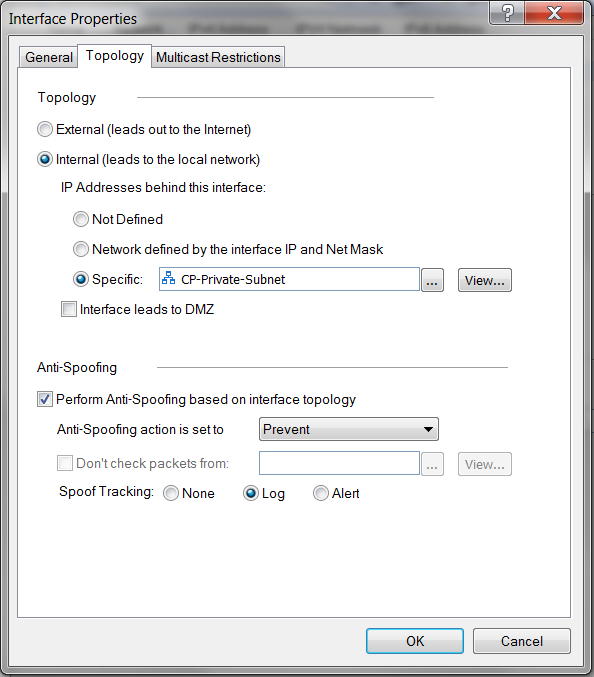 Interface Properties
General Topology Multicast Restrictions
Topology
External (leads out to the Internet)
Internal (leads to the local network)
IP Addresses behind this interface:
Not Defined
Network defined by the interface IP and Net Mask
Specific: CP-Private-Subnet ... View...
Interface leads to DMZ
Anti-Spoofing
Perform Anti-Spoofing based on interface topology
Anti-Spoofing action is set to Prevent
Don't check packets from: ... View...
Spoof Tracking: None Log Alert
OK Cancel